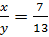 x/y = 7/13